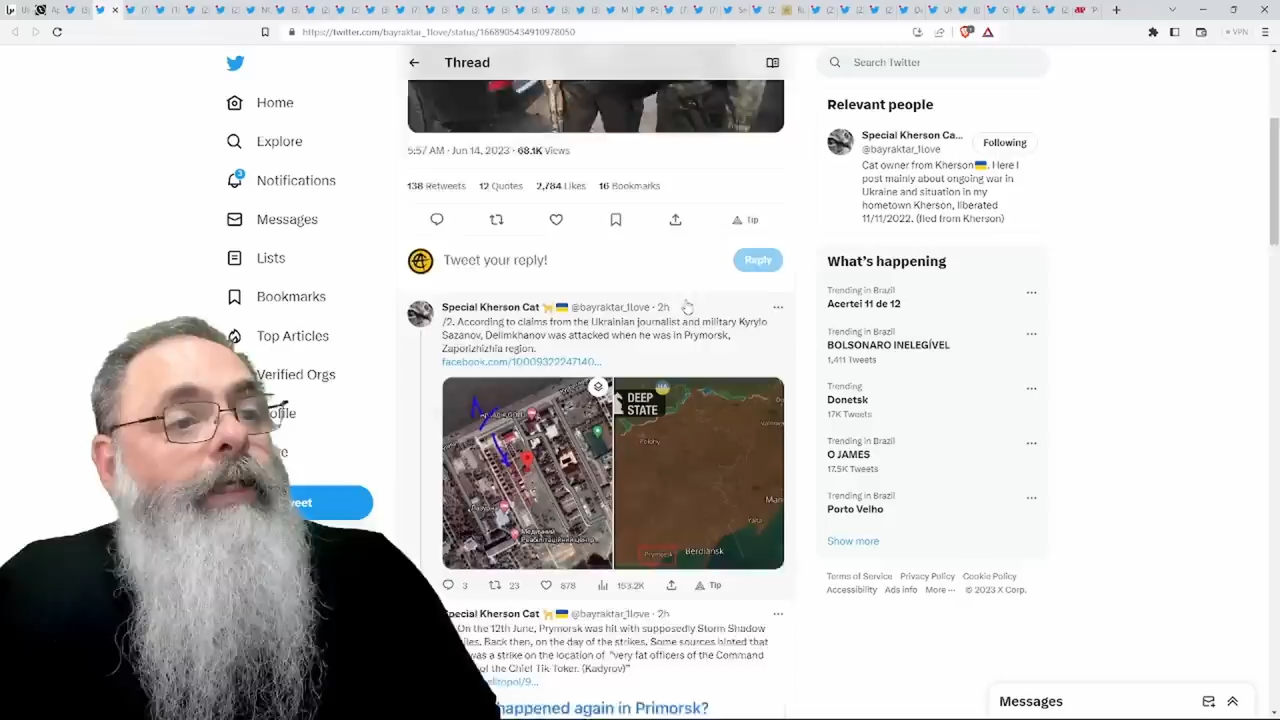 https://twitter.com/bayraktar_1love/status/1668905434910978050
VPN
Home
Explore
3
Notifications
Messages
Lists
Bookmarks
Top Articles
Verified Orgs
Thread
5:57 AM · Jun 14, 2023 · 68.1K Views
138 Retweets 12 Quotes 2,784 Likes 16 Bookmarks
Tip
Tweet your reply!
Reply
Special Kherson Cat @bayraktar_1love · 2h
/2. According to claims from the Ukrainian journalist and military Kyrylo
Sazanov, Delimkhanov was attacked when he was in Prymorsk,
Zaporizhizhia region.
facebook.com/10009322247140...
DEEP
STATE
Polohy
Prymorsk
Berdiansk
Yalta
3 23 878 153.2K Tip
Special Kherson Cat @bayraktar_1love · 2h
On the 12th June, Prymorsk was hit with supposedly Storm Shadow
Back then, on the day of the strikes. Some sources hinted that
was a strike on the location of "very fat officers of the Command
of the Chief Tik-Toker. (Kadyrov)"
happened again in Primorsk?
Search Twitter
Relevant people
Special Kherson Ca...
@bayraktar_1love
Following
Cat owner from Kherson. Here I
post mainly about ongoing war in
Ukraine and situation in my
hometown Kherson, liberated
11/11/2022. (fled from Kherson)
What's happening
Trending in Brazil
Acertei 11 de 12
Trending in Brazil
BOLSONARO INELEGÍVEL
1,411 Tweets
Trending
Donetsk
17K Tweets
Trending in Brazil
O JAMES
17.5K Tweets
Trending in Brazil
Porto Velho
Show more
Terms of Service Privacy Policy Cookie Policy
Accessibility Ads info More ··· © 2023 X Corp.
Messages